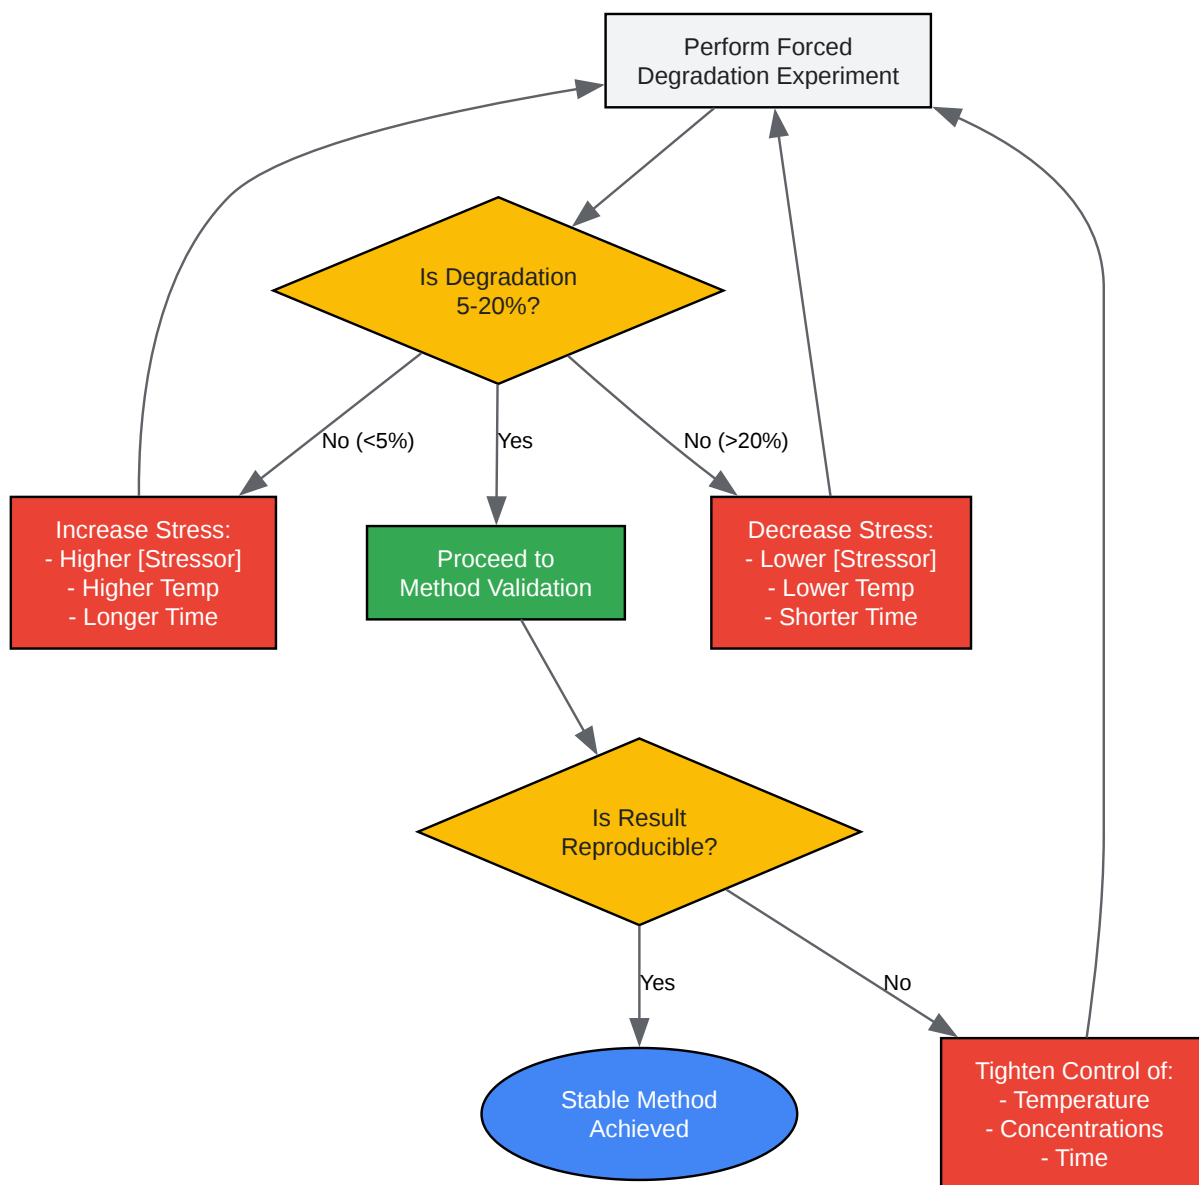 Perform Forced
Degradation Experiment
Is Degradation
5-20%?
No (<5%)
Yes
No (>20%)
Increase Stress:
- Higher [Stressor]
- Higher Temp
- Longer Time
Proceed to
Method Validation
Decrease Stress:
- Lower [Stressor]
- Lower Temp
- Shorter Time
Is Result
Reproducible?
Yes
No
Stable Method
Achieved
Tighten Control of:
- Temperature
- Concentrations
- Time